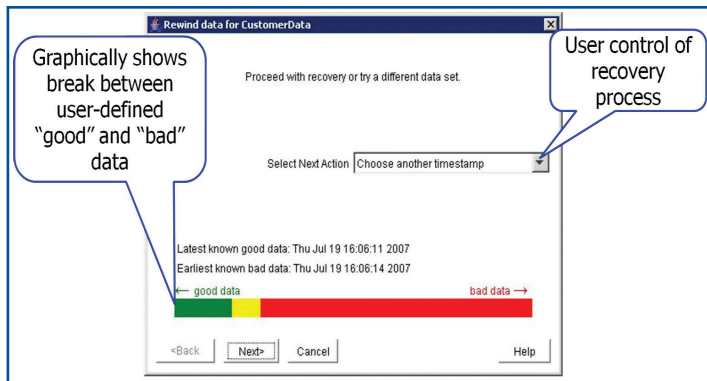 Rewind data for CustomerData
Graphically shows
break between
user-defined
“good” and “bad”
data
User control of
recovery
process
Proceed with recovery or try a different data set.
Select Next Action Choose another timestamp
Latest known good data: Thu Jul 19 16:06:11 2007
Earliest known bad data: Thu Jul 19 16:06:14 2007
← good data bad data →
<Back Next> Cancel Help